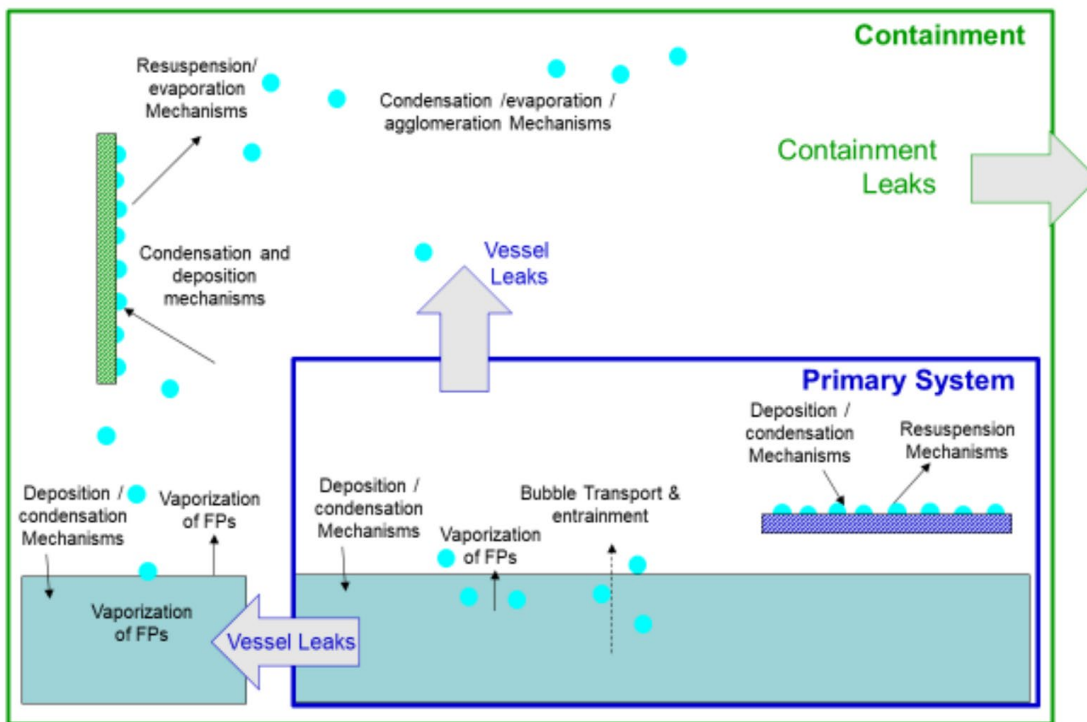 Containment
Resuspension/
evaporation
Mechanisms
Condensation /evaporation /
agglomeration Mechanisms
Containment
Leaks
Condensation and
deposition
mechanisms
Vessel
Leaks
Primary System
Deposition /
condensation
Mechanisms
Resuspension
Mechanisms
Deposition /
condensation
Mechanisms
Vaporization
of FPs
Deposition /
condensation
Mechanisms
Bubble Transport &
entrainment
Vaporization
of FPs
Vaporization
of FPs
Vessel Leaks